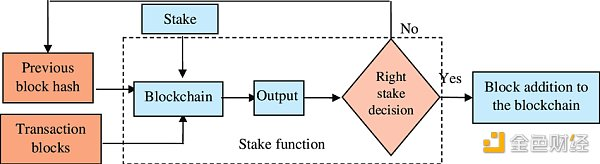 Stake
No
Previous
block hash
Blockchain
Output
Right
stake
decision
Yes
Block addition to
the blockchain
Transaction
blocks
Stake function
金色财经